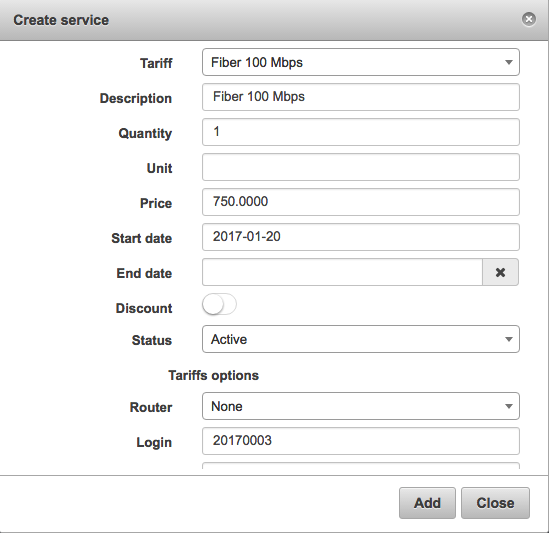 Create service
Tariff Fiber 100 Mbps
Description Fiber 100 Mbps
Quantity 1
Unit
Price 750.0000
Start date 2017-01-20
End date
Discount
Status Active
Tariffs options
Router None
Login 20170003
Add Close